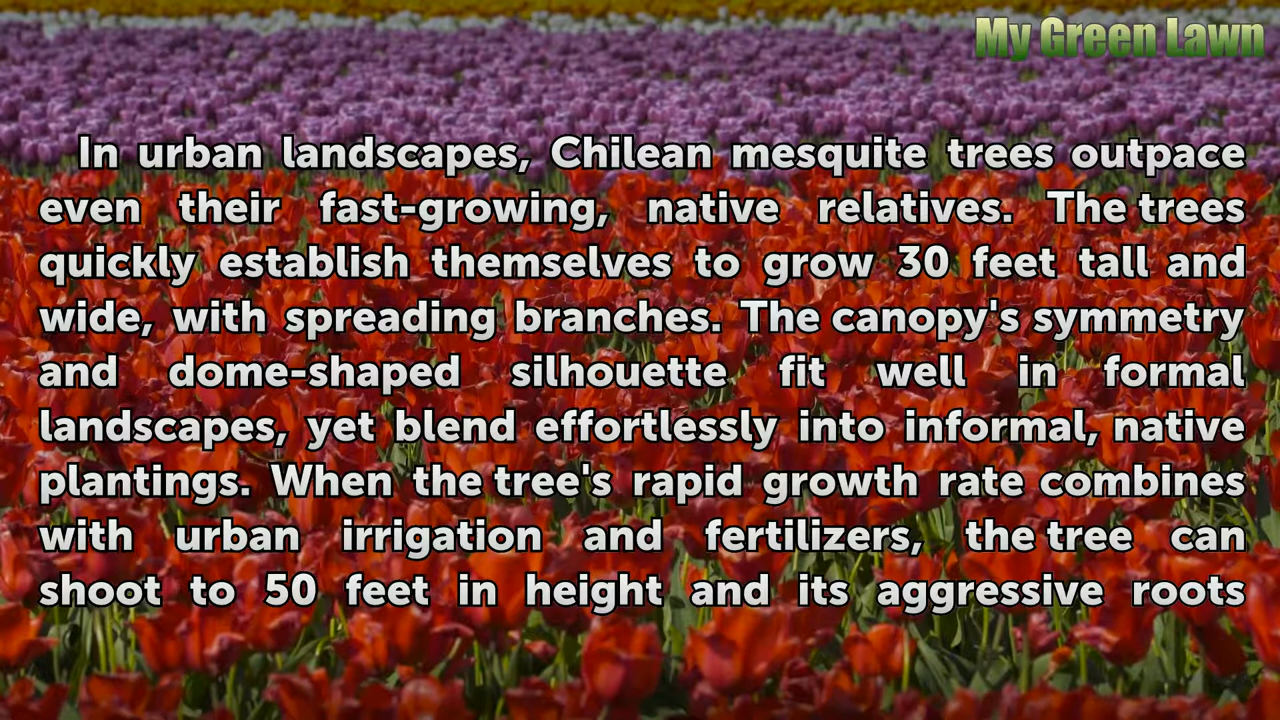 My Green Lawn
In urban landscapes, Chilean mesquite trees outpace
even their fast-growing, native relatives. The trees
quickly establish themselves to grow 30 feet tall and
wide, with spreading branches. The canopy's symmetry
and dome-shaped silhouette fit well in formal
landscapes, yet blend effortlessly into informal, native
plantings. When the tree's rapid growth rate combines
with urban irrigation and fertilizers, the tree can
shoot to 50 feet in height and its aggressive roots